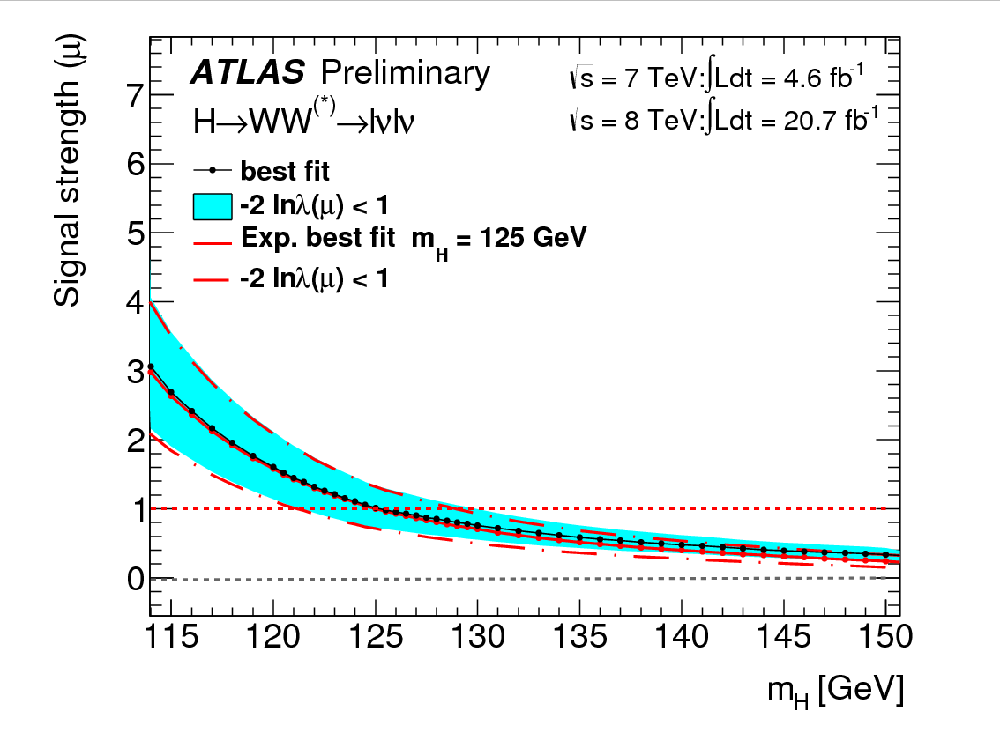 Signal strength (μ)
ATLAS Preliminary
H→WW(*)→lνlν
√s = 7 TeV:∫Ldt = 4.6 fb-1
√s = 8 TeV:∫Ldt = 20.7 fb-1
best fit
-2 lnλ(μ) < 1
Exp. best fit mH = 125 GeV
-2 lnλ(μ) < 1
7
6
5
4
3
2
1
0
115 120 125 130 135 140 145 150
mH [GeV]